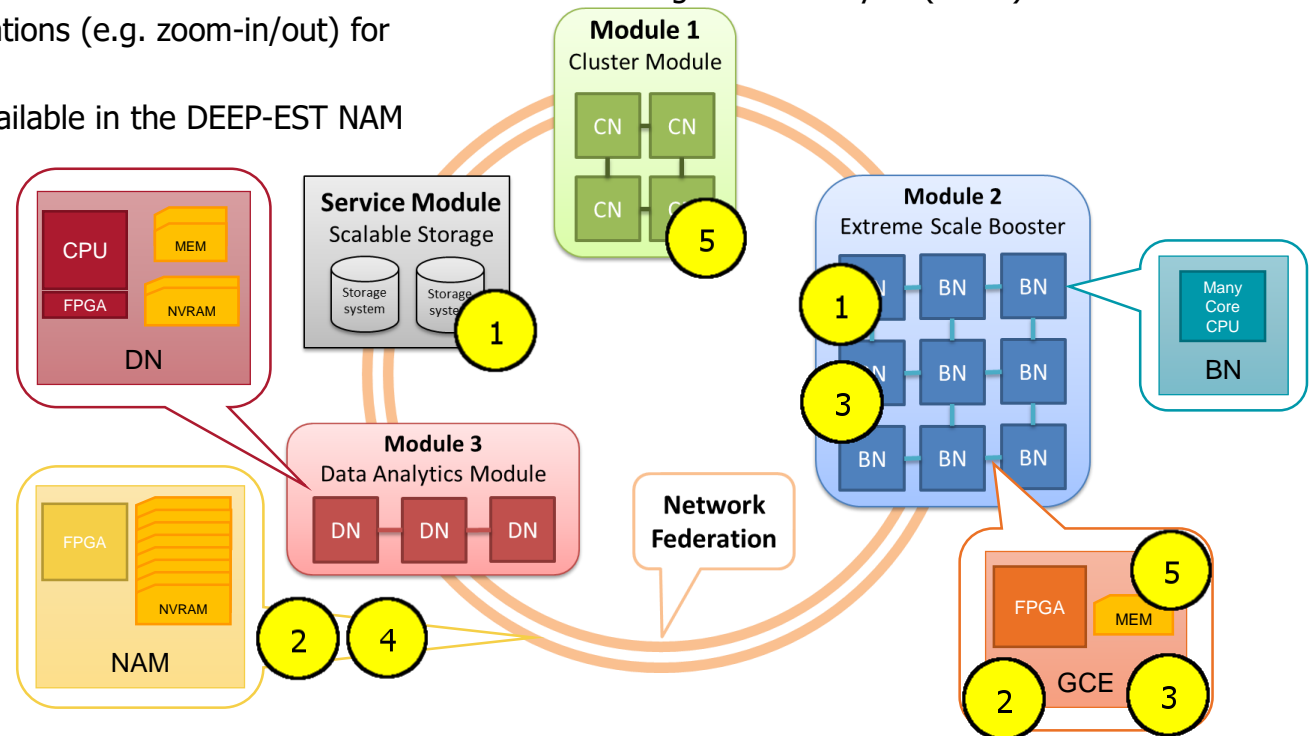 (e.g. zoom-in/out) for
available in the DEEP-EST NAM
Module 1
Cluster Module
CN
CN
CN
5
Service Module
Scalable Storage
Storage
system
Storage
1
Module 2
Extreme Scale Booster
BN
BN
BN
BN
BN
BN
BN
1
3
Many
Core
CPU
BN
CPU
FPGA
MEM
NVRAM
DN
Module 3
Data Analytics Module
DN
DN
DN
Network
Federation
FPGA
NVRAM
NAM
2
4
FPGA
MEM
GCE
5
2
3